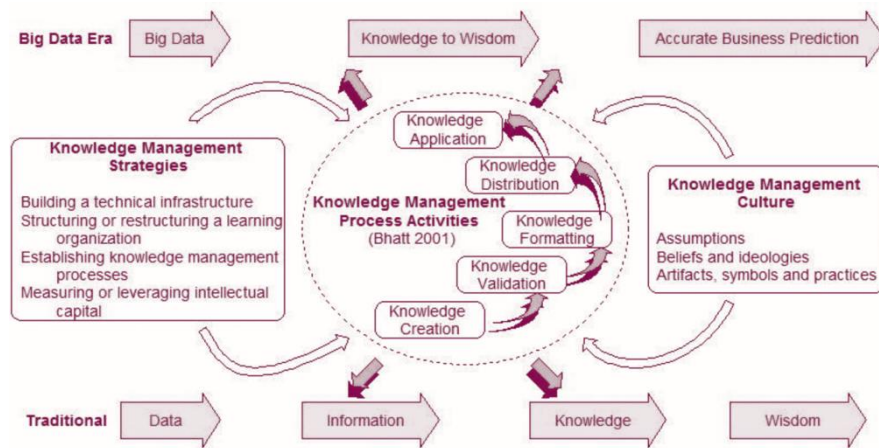 Big Data Era
Big Data
Knowledge to Wisdom
Accurate Business Prediction
Knowledge Management
Strategies
Building a technical infrastructure
Structuring or restructuring a learning
organization
Establishing knowledge management
processes
Measuring or leveraging intellectual
capital
Knowledge Management
Process Activities
(Bhatt 2001)
Knowledge
Application
Knowledge
Distribution
Knowledge
Formatting
Knowledge
Validation
Knowledge
Creation
Knowledge Management
Culture
Assumptions
Beliefs and ideologies
Artifacts, symbols and practices
Traditional
Data
Information
Knowledge
Wisdom